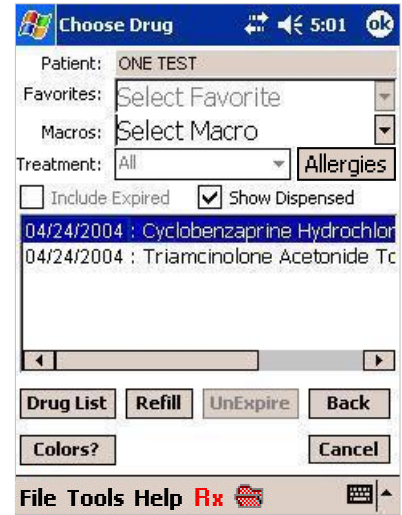 Choose Drug 5:01 ok
Patient: ONE TEST
Favorites: Select Favorite
Macros: Select Macro
Treatment: All Allergies
Include Expired Show Dispensed
04/24/2004 : Cyclobenzaprine Hydrochlor
04/24/2004 : Triamcinolone Acetonide Tc
Drug List Refill UnExpire Back
Colors? Cancel
File Tools Help Rx